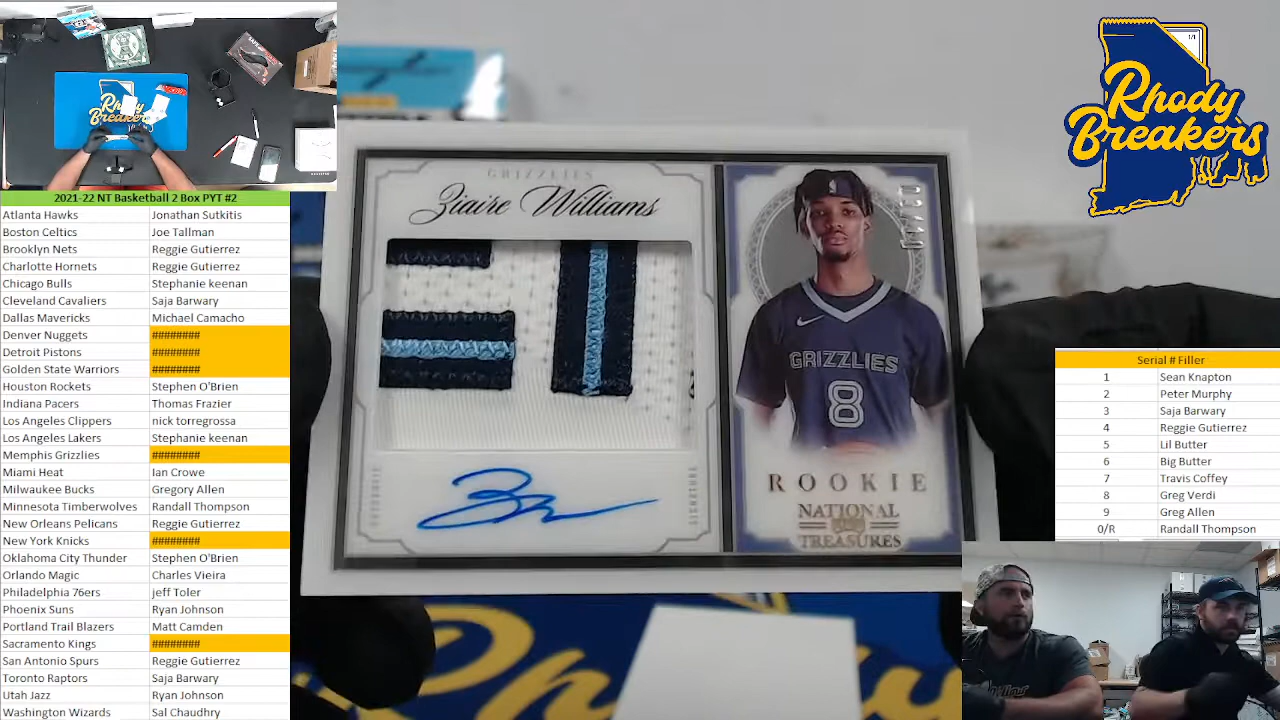 2021-22 NT Basketball 2 Box PYT #2
Atlanta Hawks Jonathan Sutkitis
Boston Celtics Joe Tallman
Brooklyn Nets Reggie Gutierrez
Charlotte Hornets Reggie Gutierrez
Chicago Bulls Stephanie keenan
Cleveland Cavaliers Saja Barwary
Dallas Mavericks Michael Camacho
Denver Nuggets ########
Detroit Pistons ########
Golden State Warriors ########
Houston Rockets Stephen O'Brien
Indiana Pacers Thomas Frazier
Los Angeles Clippers nick torregrossa
Los Angeles Lakers Stephanie keenan
Memphis Grizzlies ########
Miami Heat Ian Crowe
Milwaukee Bucks Gregory Allen
Minnesota Timberwolves Randall Thompson
New Orleans Pelicans Reggie Gutierrez
New York Knicks ########
Oklahoma City Thunder Stephen O'Brien
Orlando Magic Charles Vieira
Philadelphia 76ers jeff Toler
Phoenix Suns Ryan Johnson
Portland Trail Blazers Matt Camden
Sacramento Kings ########
San Antonio Spurs Reggie Gutierrez
Toronto Raptors Saja Barwary
Utah Jazz Ryan Johnson
Washington Wizards Sal Chaudhry
Rhody
Breakers
GRIZZLIES
Ziaire Williams
GRIZZLIES
8
ROOKIE
NATIONAL
TREASURES
1/1
Rhody
Breakers
Serial # Filler
1 Sean Knapton
2 Peter Murphy
3 Saja Barwary
4 Reggie Gutierrez
5 Lil Butter
6 Big Butter
7 Travis Coffey
8 Greg Verdi
9 Greg Allen
0/R Randall Thompson